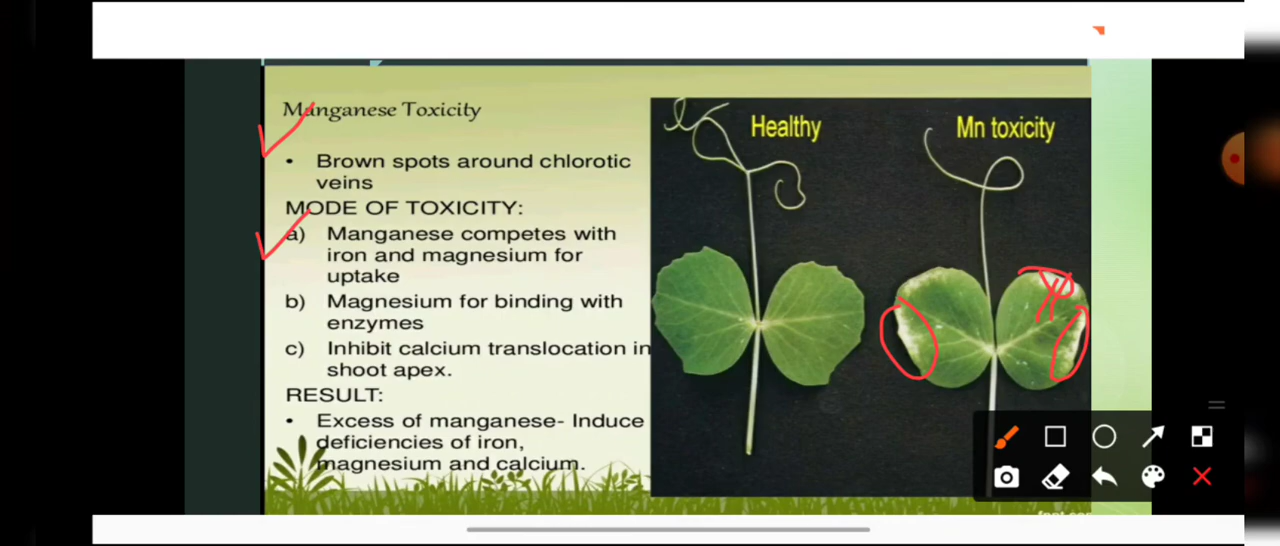 Manganese Toxicity
• Brown spots around chlorotic
veins
MODE OF TOXICITY:
a) Manganese competes with
iron and magnesium for
uptake
b) Magnesium for binding with
enzymes
c) Inhibit calcium translocation in
shoot apex.
RESULT:
• Excess of manganese- Induce
deficiencies of iron,
magnesium and calcium.
Healthy
Mn toxicity